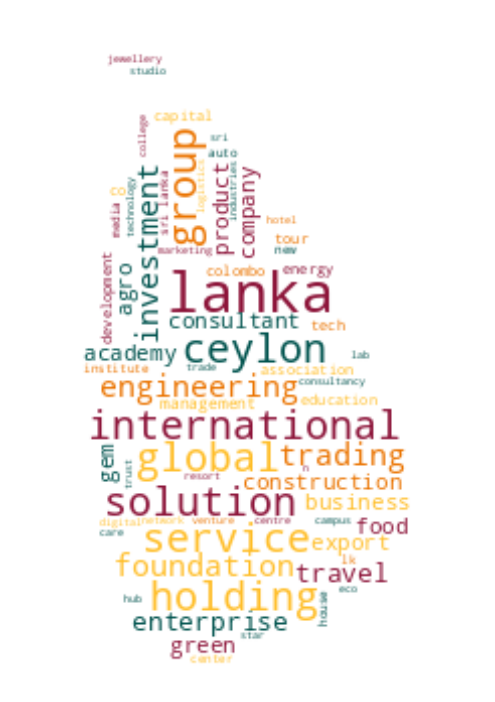 jewellery
studio
capital
college
group
sri
auto
logistics
industries
product
company
investment
co
technology
media
sri lanka
hotel
tour
new
marketing
development
agro
colombo
energy
lanka
consultant
tech
academy
ceylon
lab
institute
trade
association
engineering
consultancy
management
education
international
gem
global
trading
trust
resort
n
construction
solution
business
digital
network
venture
centre
campus
food
care
service
export
foundation
lk
travel
eco
hub
holding
house
enterprise
star
green
center